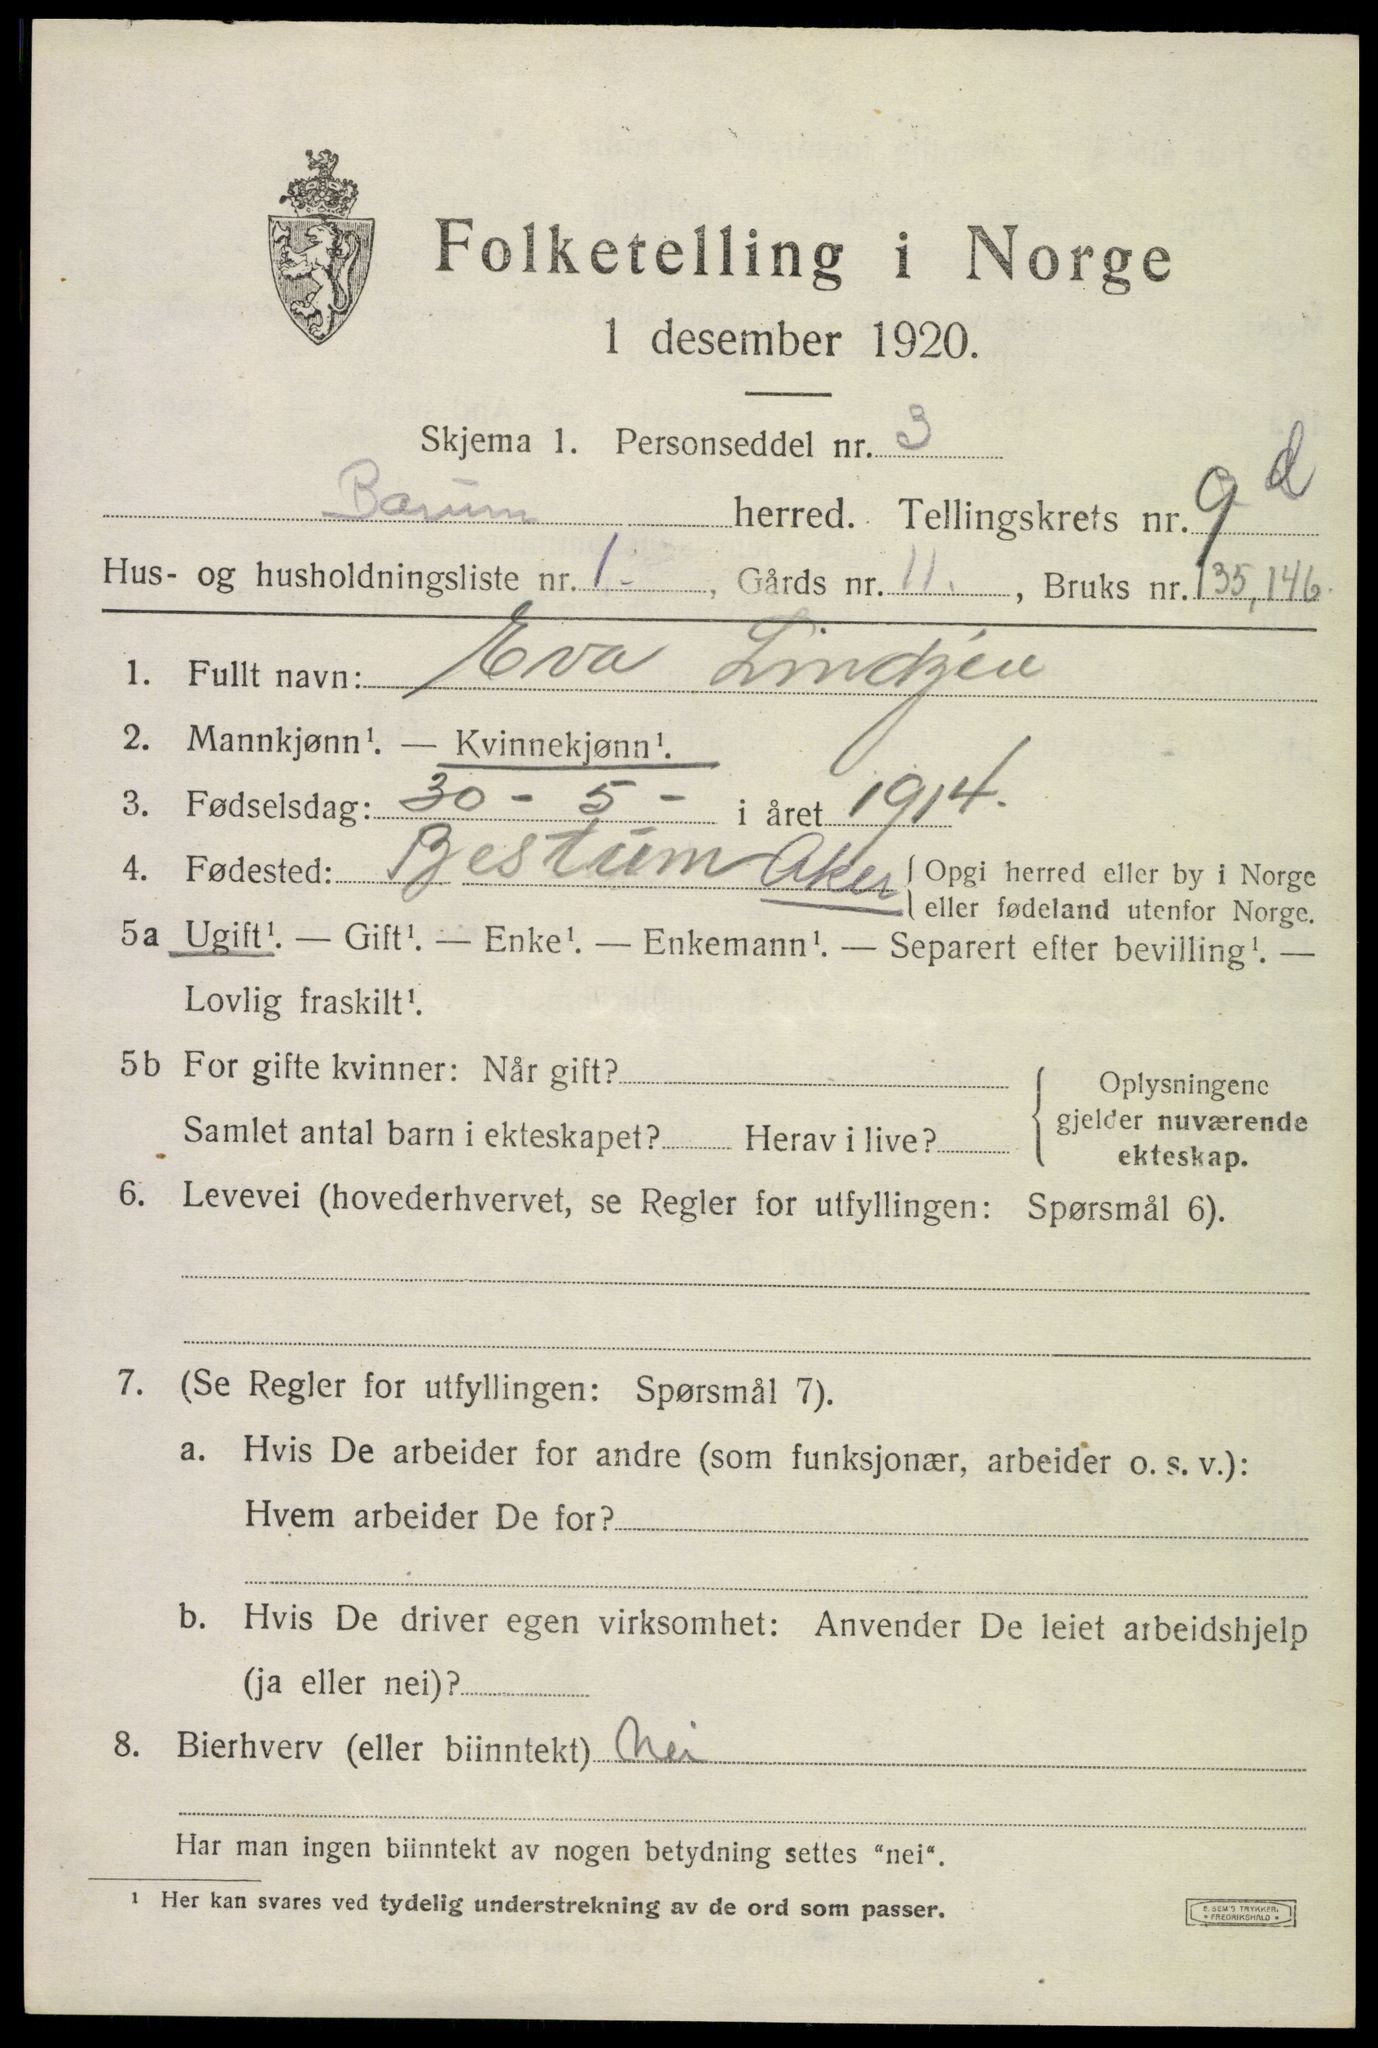 Folketelling i Norge
1 desember 1920.
Skjema 1. Personseddel nr. 3
Bærum herred. Tellingskrets nr. 9 d
Hus- og husholdningsliste nr. 1. , Gårds nr. 11. , Bruks nr. 135, 146.
1. Fullt navn: Eva
2. Mannkjønn¹. — Kvinnekjønn¹.
3. Fødselsdag: 30 - 5 - i året 1914.
4. Fødested: Bestum Aker { Opgi herred eller by i Norge
eller fødeland utenfor Norge.
5a Ugift¹. — Gift¹. — Enke¹. — Enkemann¹. — Separert efter bevilling¹. —
Lovlig fraskilt¹.
5b For gifte kvinner: Når gift?
Samlet antal barn i ekteskapet? Herav i live?
{ Oplysningene
gjelder nuværende
ekteskap.
6. Levevei (hovederhvervet, se Regler for utfyllingen: Spørsmål 6).
7. (Se Regler for utfyllingen: Spørsmål 7).
a. Hvis De arbeider for andre (som funksjonær, arbeider o. s. v.):
Hvem arbeider De for?
b. Hvis De driver egen virksomhet: Anvender De leiet arbeidshjelp
(ja eller nei)?
8. Bierhverv (eller biinntekt) Nei
Har man ingen biinntekt av nogen betydning settes "nei".
¹ Her kan svares ved tydelig understrekning av de ord som passer.
E. SEM'S TRYKKERI
FREDRIKSHALD